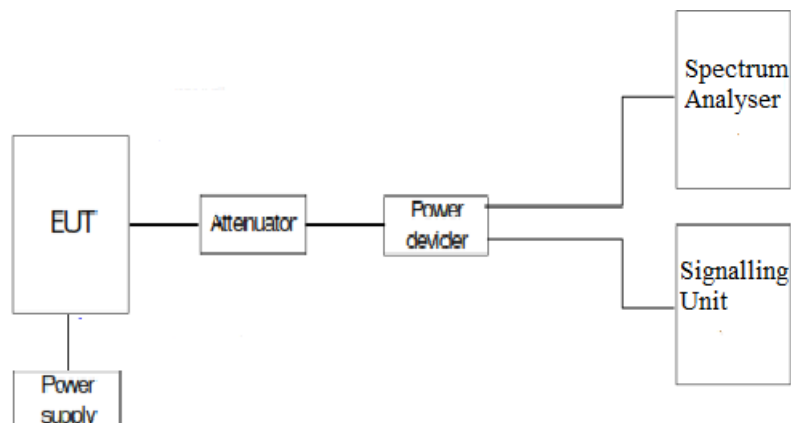 Spectrum
Analyser
EUT
Attenuator
Power
devider
Signalling
Unit
Power
supply